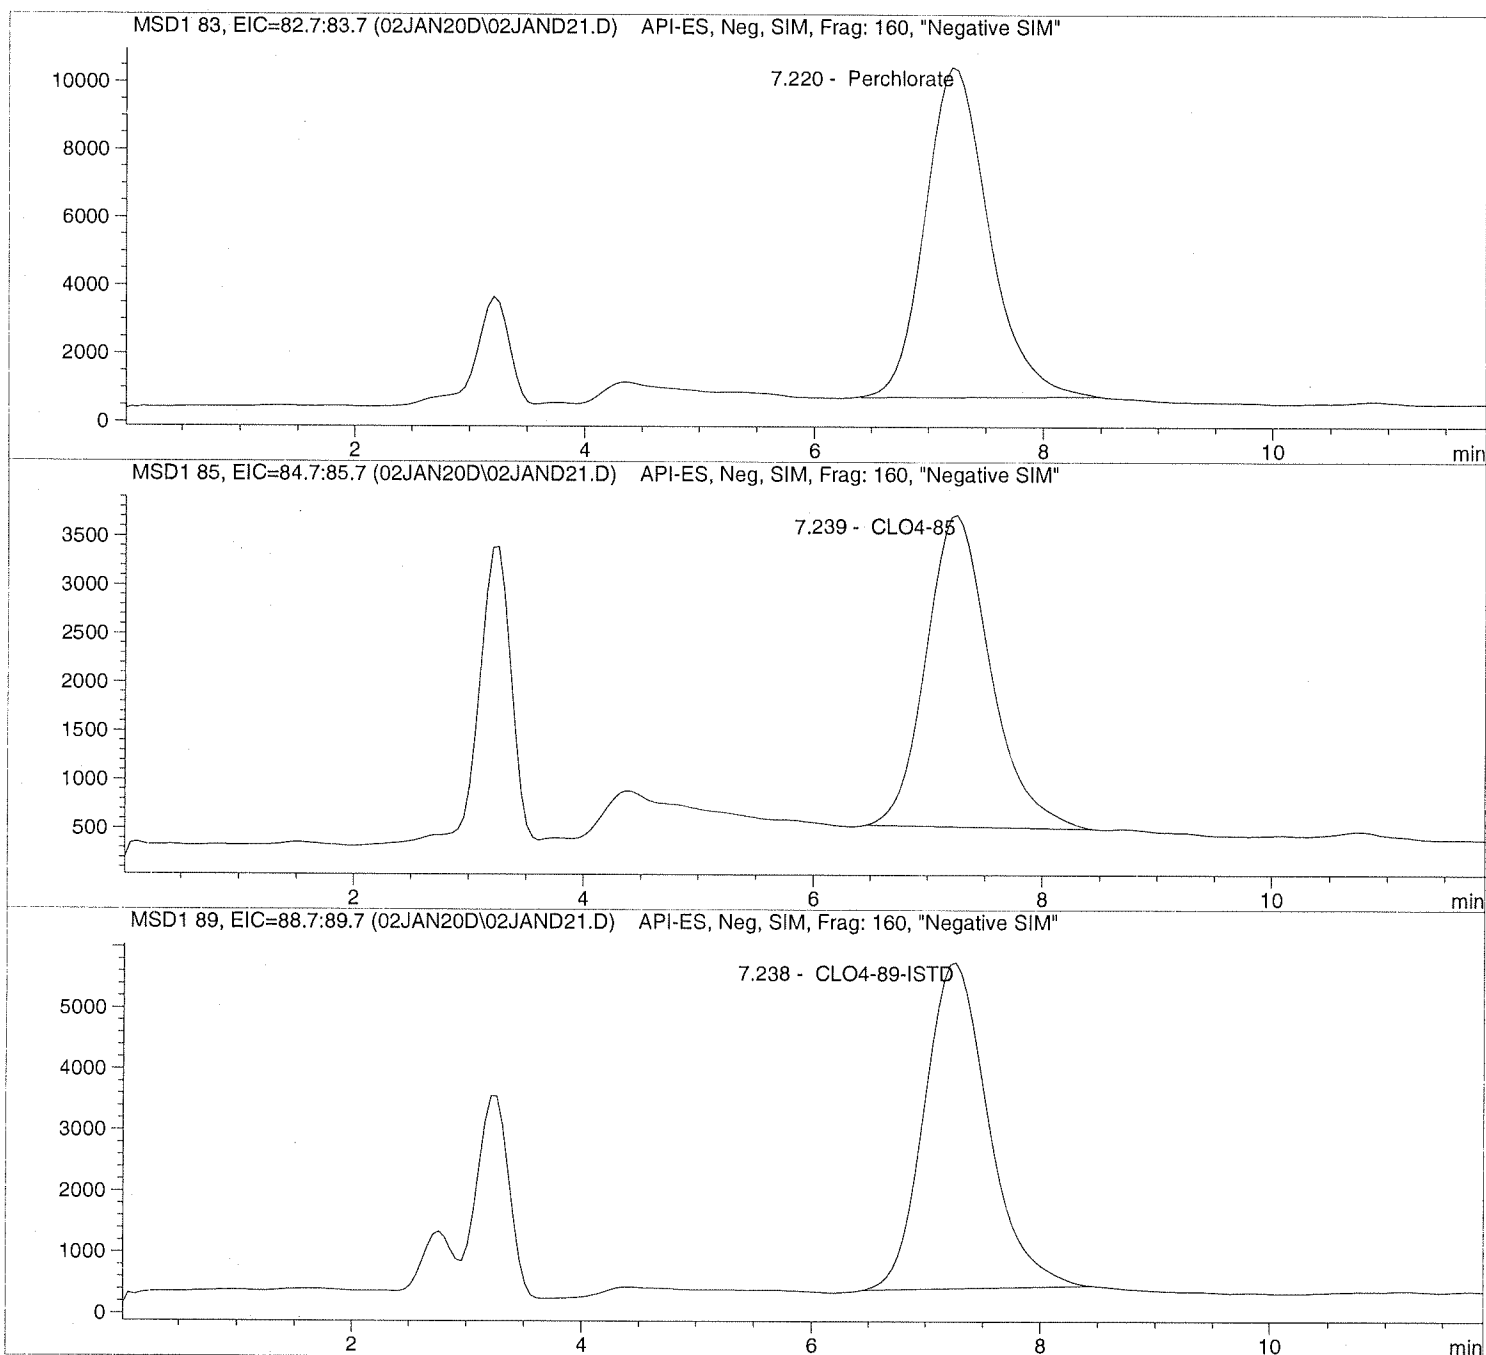 MSD1 83, EIC=82.7:83.7 (02JAN20D\02JAND21.D)    API-ES, Neg, SIM, Frag: 160, "Negative SIM"
7.220 -  Perchlorate
10000
8000
6000
4000
2000
0
2 4 6 8 10 min
MSD1 85, EIC=84.7:85.7 (02JAN20D\02JAND21.D)    API-ES, Neg, SIM, Frag: 160, "Negative SIM"
7.239 -  CLO4-85
3500
3000
2500
2000
1500
1000
500
2 4 6 8 10 min
MSD1 89, EIC=88.7:89.7 (02JAN20D\02JAND21.D)    API-ES, Neg, SIM, Frag: 160, "Negative SIM"
7.238 -  CLO4-89-ISTD
5000
4000
3000
2000
1000
0
2 4 6 8 10 min